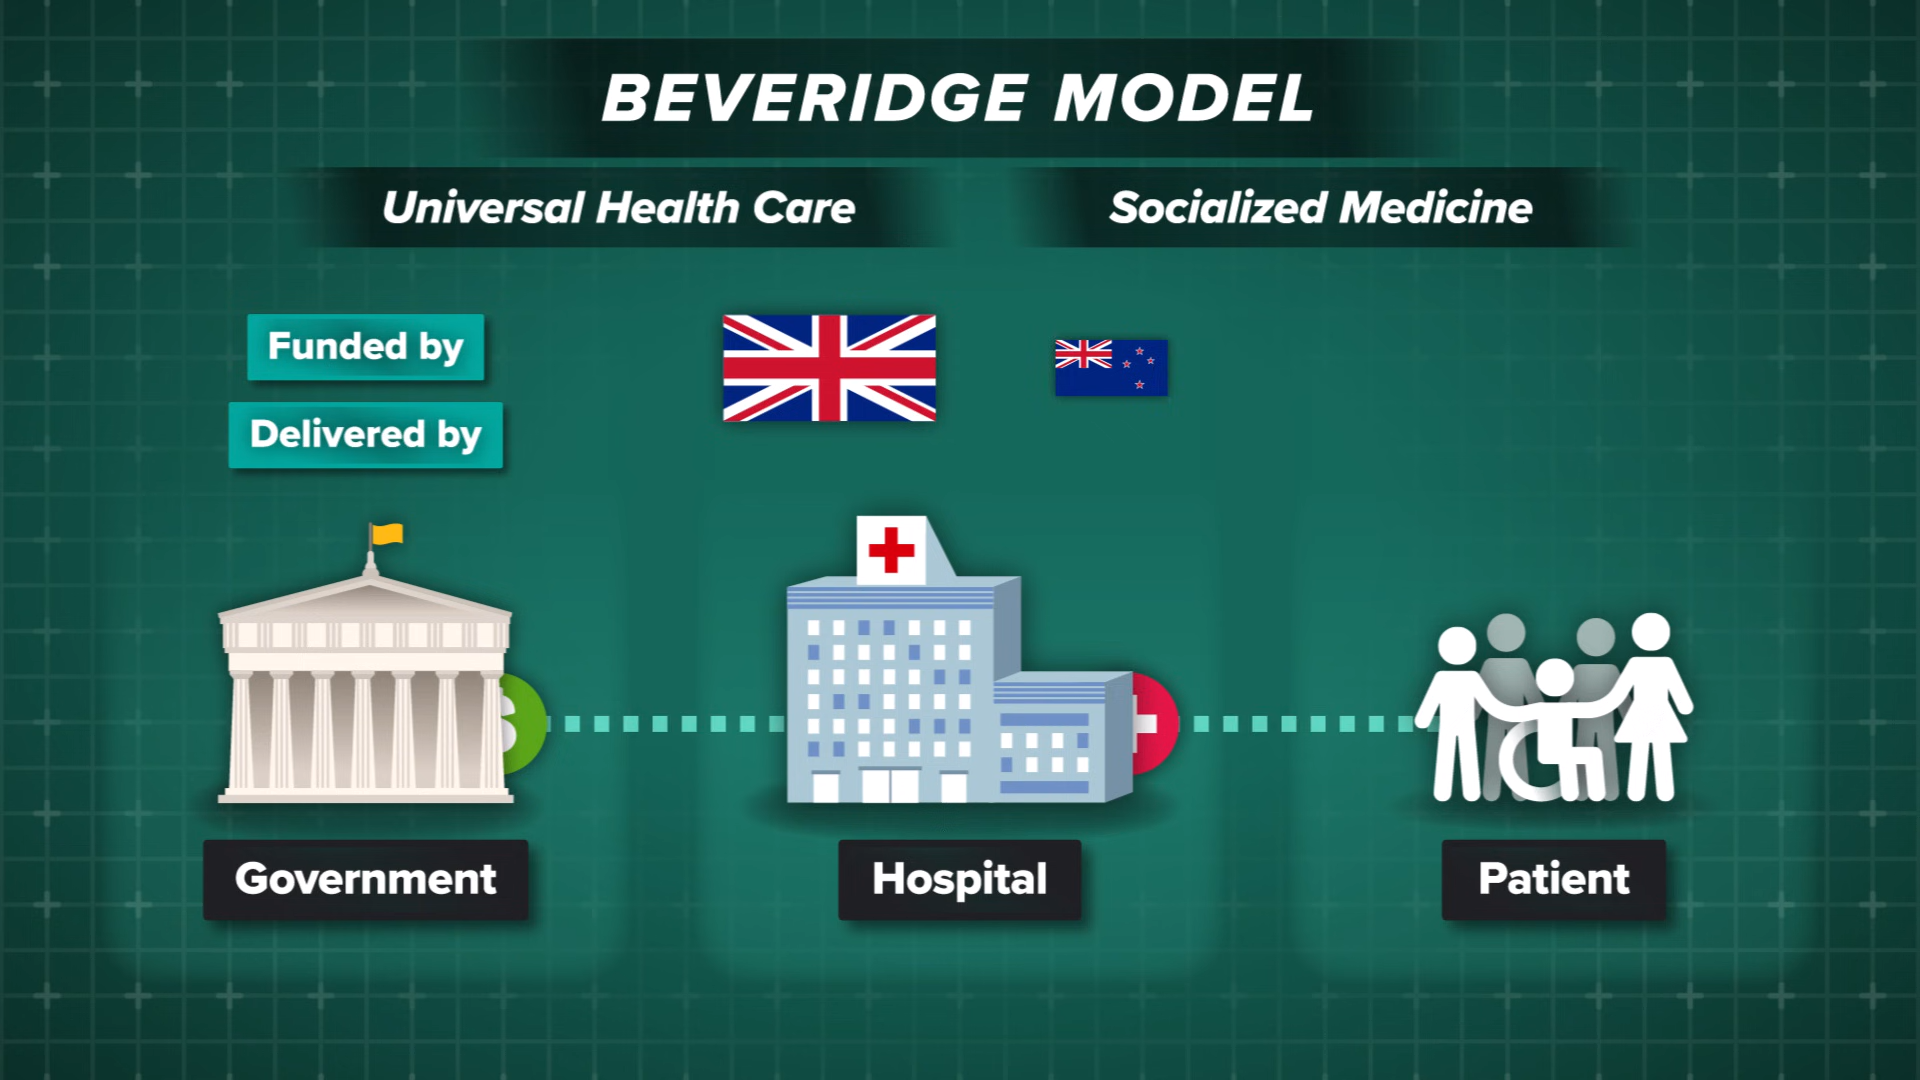 BEVERIDGE MODEL
Universal Health Care
Socialized Medicine
Funded by
Delivered by
Government
Hospital
Patient